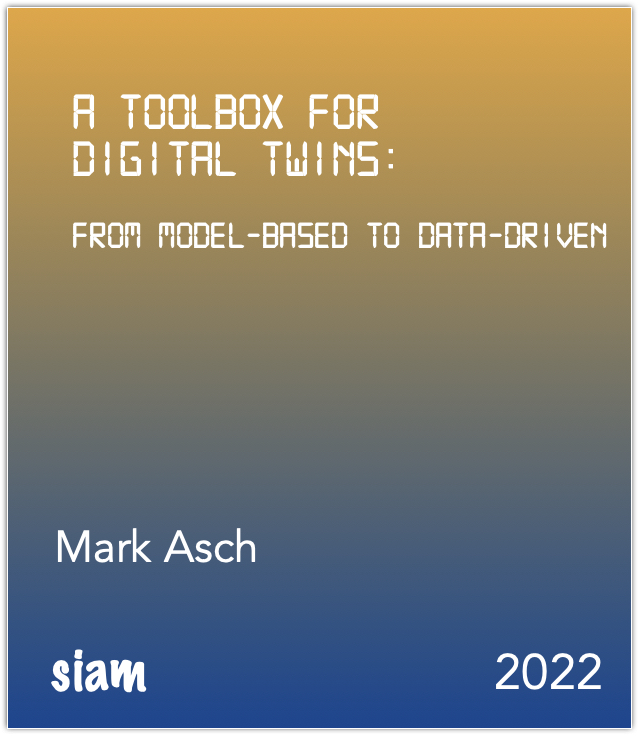 A TOOLBOX FOR
DIGITAL TWINS:
FROM MODEL-BASED TO DATA-DRIVEN
Mark Asch
siam
2022